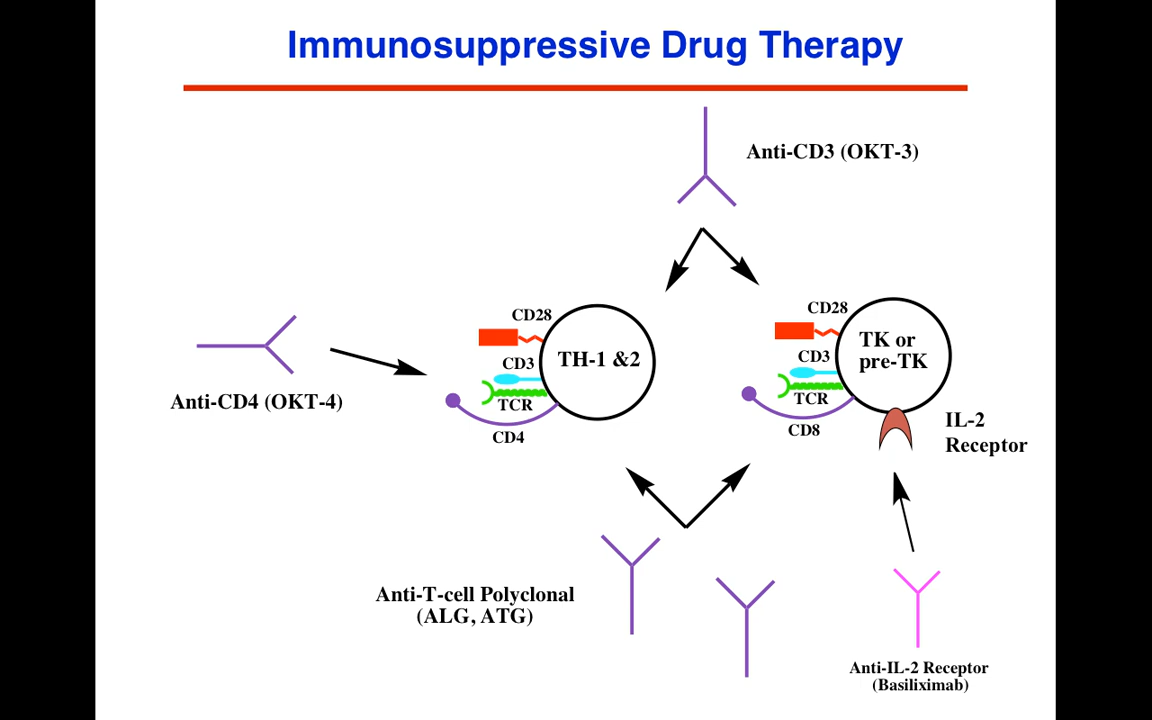 Immunosuppressive Drug Therapy
Anti-CD3 (OKT-3)
CD28
CD3
TCR
CD4
TH-1 &2
CD28
CD3
TCR
CD8
TK or
pre-TK
IL-2
Receptor
Anti-CD4 (OKT-4)
Anti-T-cell Polyclonal
(ALG, ATG)
Anti-IL-2 Receptor
(Basiliximab)